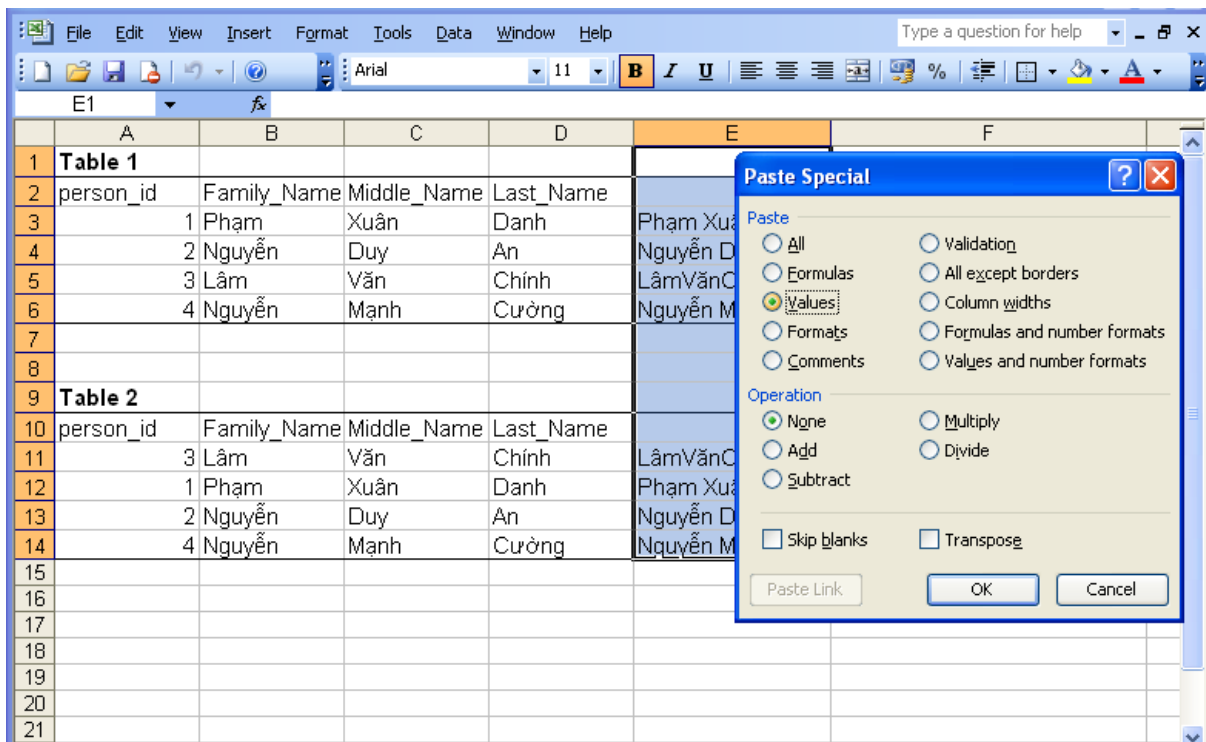 File Edit View Insert Format Tools Data Window Help Type a question for help
Arial 11 B I U % A
E1 fx
A B C D E F
1 Table 1
2 person_id Family_Name Middle_Name Last_Name
3 1 Phạm Xuân Danh Phạm Xuâ
4 2 Nguyễn Duy An Nguyễn D
5 3 Lâm Văn Chính LâmVănC
6 4 Nguyễn Mạnh Cường Nguyễn M
7
8
9 Table 2
10 person_id Family_Name Middle_Name Last_Name
11 3 Lâm Văn Chính LâmVănC
12 1 Phạm Xuân Danh Phạm Xuâ
13 2 Nguyễn Duy An Nguyễn D
14 4 Nguyễn Mạnh Cường Nguyễn M
15
16
17
18
19
20
21
Paste Special
Paste
All Validation
Formulas All except borders
Values Column widths
Formats Formulas and number formats
Comments Values and number formats
Operation
None Multiply
Add Divide
Subtract
Skip blanks Transpose
Paste Link OK Cancel